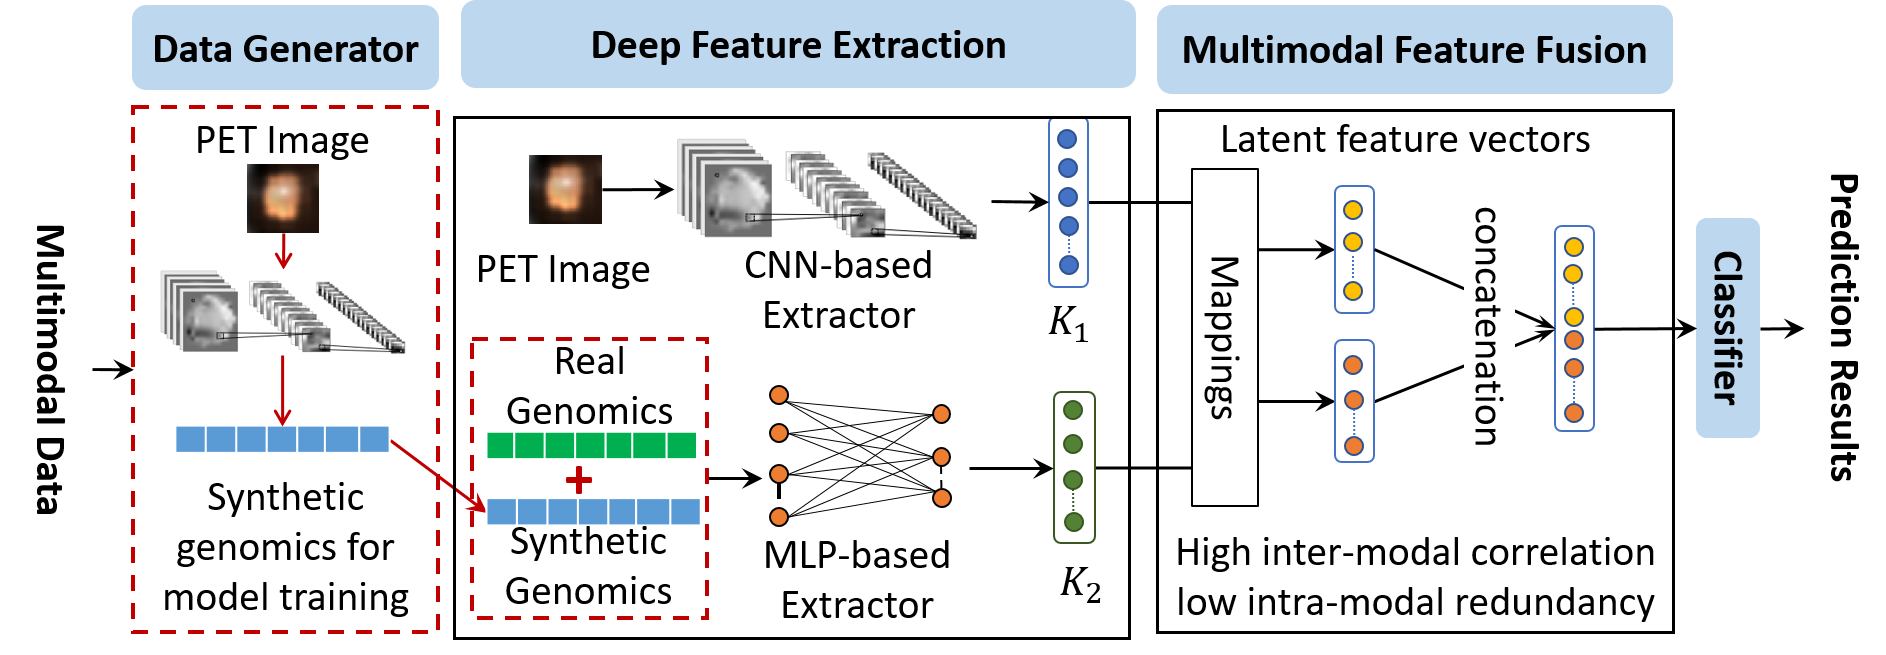 Data Generator
Deep Feature Extraction
Multimodal Feature Fusion
Multimodal Data
PET Image
Synthetic
genomics for
model training
PET Image
CNN-based
Extractor
K₁
Real
Genomics
+
Synthetic
Genomics
MLP-based
Extractor
K₂
Latent feature vectors
Mappings
concatenation
High inter-modal correlation
low intra-modal redundancy
Classifier
Prediction Results